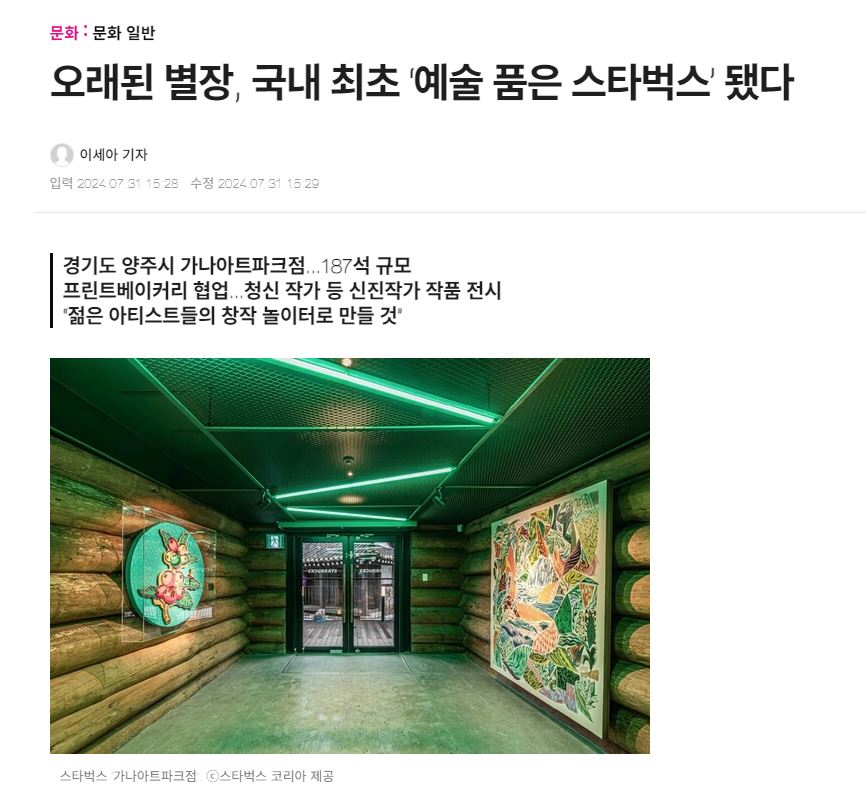 문화 : 문화 일반
오래된 별장, 국내 최초 ‘예술 품은 스타벅스’ 됐다
이세아 기자
입력 2024.07.31 15:28 수정 2024.07.31 15:29
경기도 양주시 가나아트파크점...187석 규모
프린트베이커리 협업...청신 작가 등 신진작가 작품 전시
"젊은 아티스트들의 창작 놀이터로 만들 것"
스타벅스 '가나아트파크점'. ⓒ스타벅스 코리아 제공